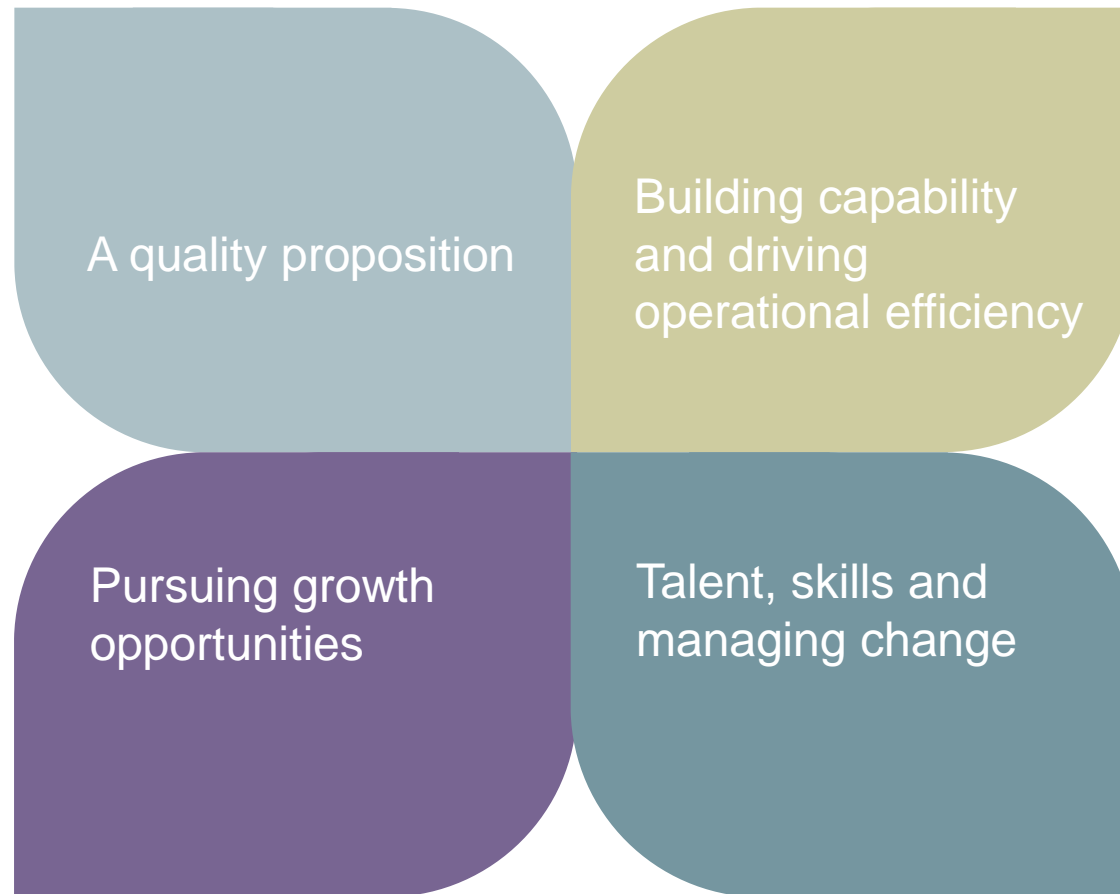 A quality proposition
Building capability
and driving
operational efficiency
Pursuing growth
opportunities
Talent, skills and
managing change